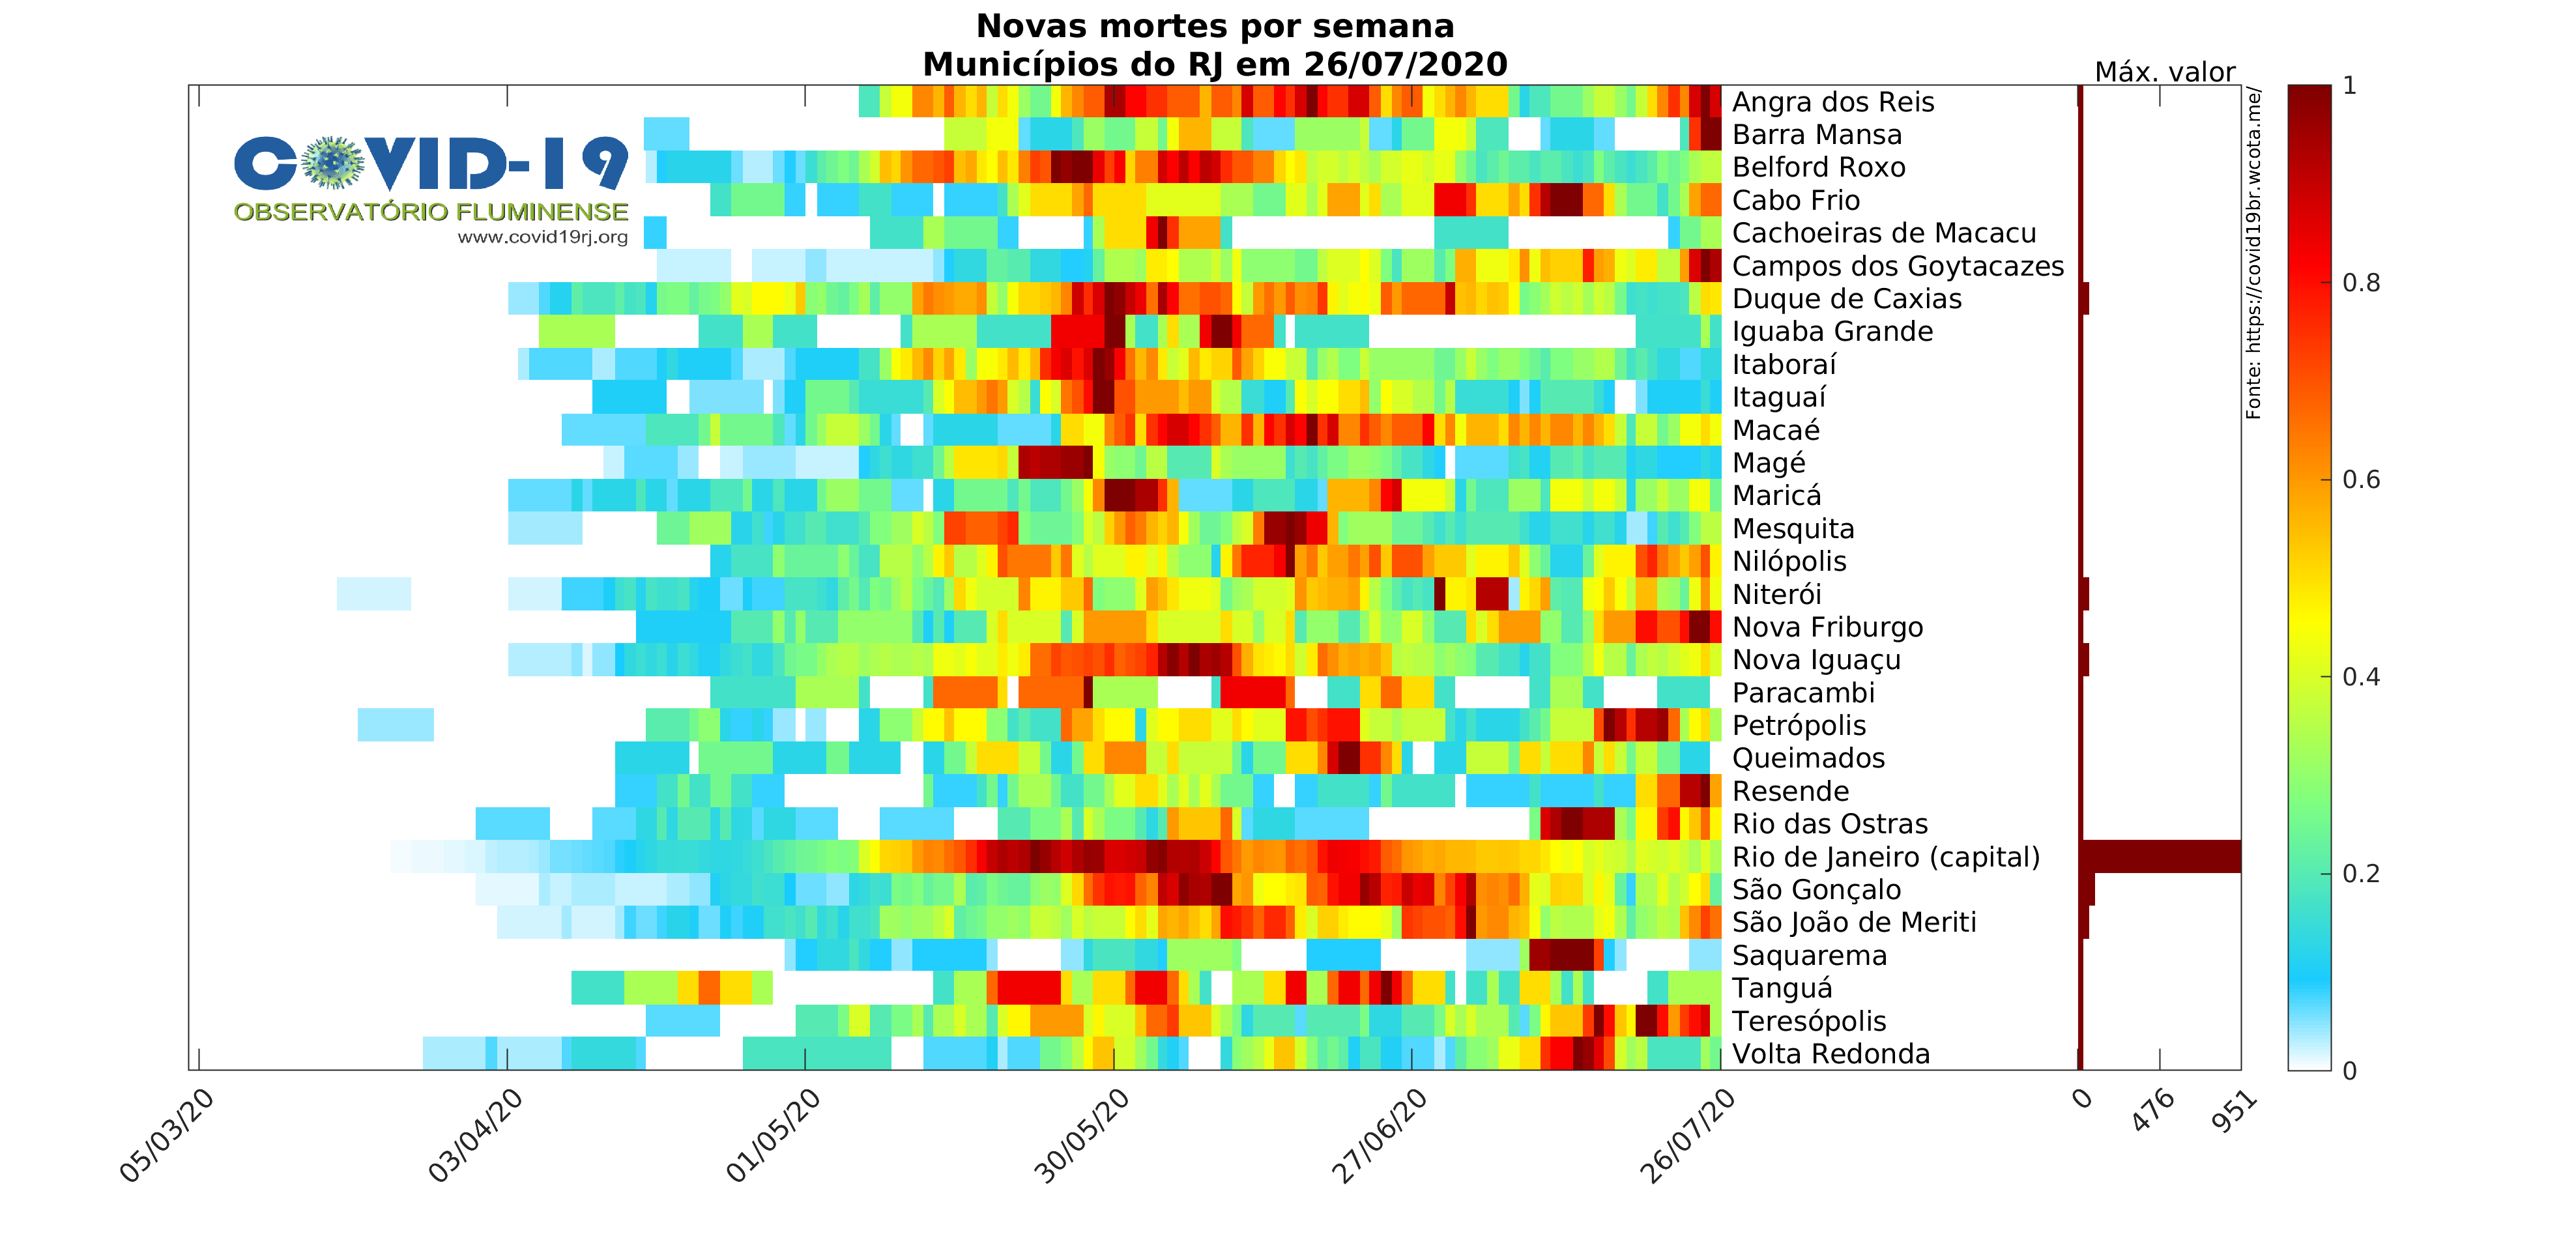 Novas mortes por semana
Municípios do RJ em 26/07/2020
Máx. valor
COVID-19
OBSERVATÓRIO FLUMINENSE
www.covid19rj.org
Angra dos Reis
Barra Mansa
Belford Roxo
Cabo Frio
Cachoeiras de Macacu
Campos dos Goytacazes
Duque de Caxias
Iguaba Grande
Itaboraí
Itaguaí
Macaé
Magé
Maricá
Mesquita
Nilópolis
Niterói
Nova Friburgo
Nova Iguaçu
Paracambi
Petrópolis
Queimados
Resende
Rio das Ostras
Rio de Janeiro (capital)
São Gonçalo
São João de Meriti
Saquarema
Tanguá
Teresópolis
Volta Redonda
Fonte: https://covid19br.wcota.me/
1
0.8
0.6
0.4
0.2
0
05/03/20
03/04/20
01/05/20
30/05/20
27/06/20
26/07/20
0
476
951